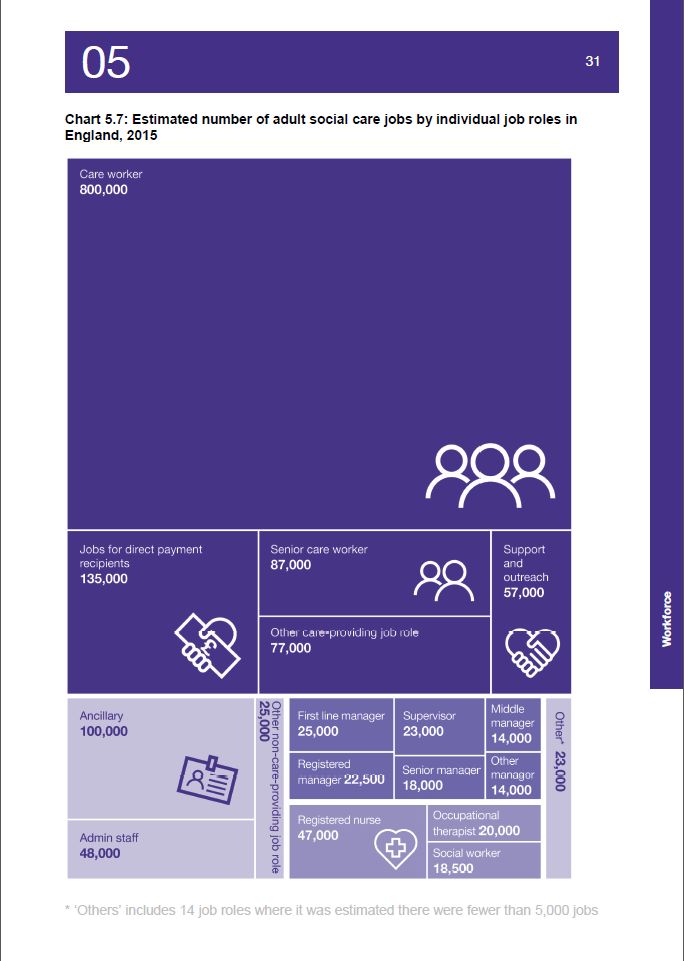 05
31
Chart 5.7: Estimated number of adult social care jobs by individual job roles in
England, 2015
Care worker
800,000
Jobs for direct payment
recipients
135,000
Senior care worker
87,000
Support
and
outreach
57,000
Other care-providing job role
77,000
Ancillary
100,000
Admin staff
48,000
Other non-care-providing job role
25,000
First line manager
25,000
Supervisor
23,000
Middle
manager
14,000
Registered
manager 22,500
Senior manager
18,000
Other
manager
14,000
Registered nurse
47,000
Occupational
therapist 20,000
Social worker
18,500
Other* 23,000
Workforce
* 'Others' includes 14 job roles where it was estimated there were fewer than 5,000 jobs